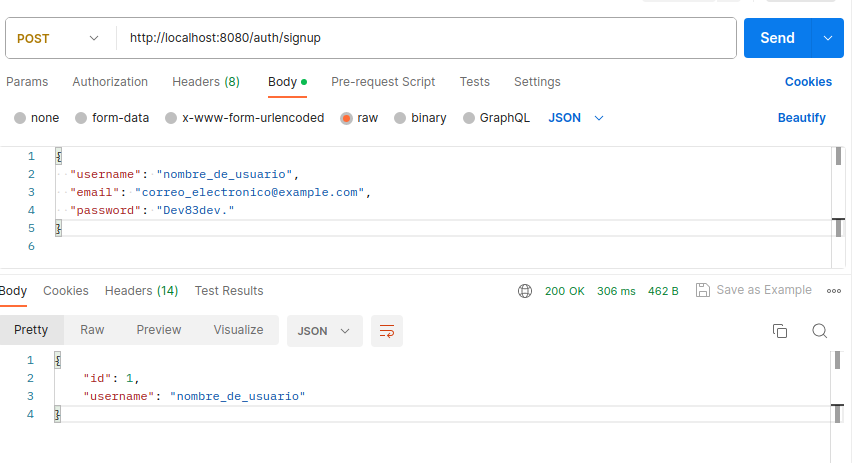 POST http://localhost:8080/auth/signup Send
Params Authorization Headers (8) Body Pre-request Script Tests Settings Cookies
none form-data x-www-form-urlencoded raw binary GraphQL JSON Beautify
1 {
2 "username": "nombre_de_usuario",
3 "email": "correo_electronico@example.com",
4 "password": "Dev83dev."
5 }
6
Body Cookies Headers (14) Test Results 200 OK 306 ms 462 B Save as Example
Pretty Raw Preview Visualize JSON
1 {
2 "id": 1,
3 "username": "nombre_de_usuario"
4 }